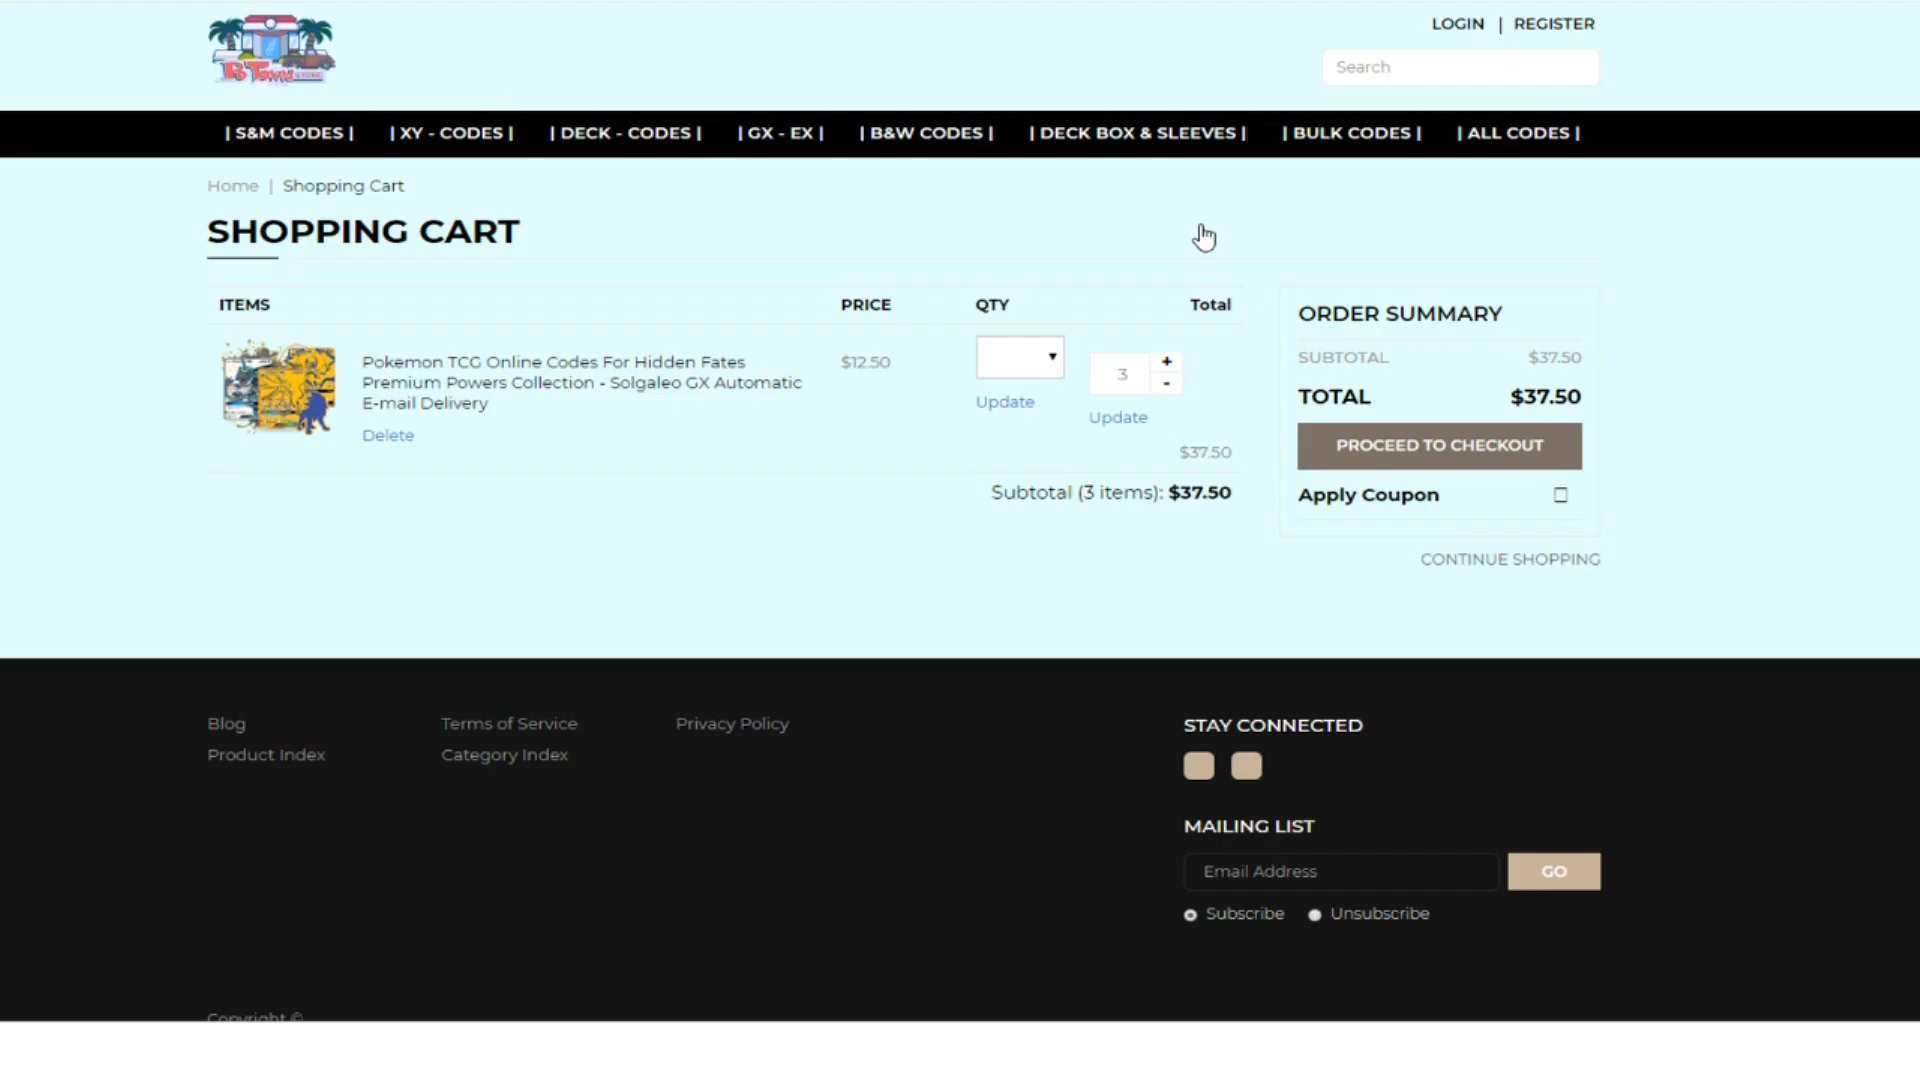 LOGIN | REGISTER
Po Town
STORE
Search
| S&M CODES | | XY - CODES | | DECK - CODES | | GX - EX | | B&W CODES | | DECK BOX & SLEEVES | | BULK CODES | | ALL CODES |
Home | Shopping Cart
SHOPPING CART
ITEMS PRICE QTY Total
Pokemon TCG Online Codes For Hidden Fates
Premium Powers Collection - Solgaleo GX Automatic
E-mail Delivery
Delete
$12.50
Update
3
+
-
Update
$37.50
Subtotal (3 items): $37.50
ORDER SUMMARY
SUBTOTAL $37.50
TOTAL $37.50
PROCEED TO CHECKOUT
Apply Coupon
CONTINUE SHOPPING
Blog Terms of Service Privacy Policy
Product Index Category Index
STAY CONNECTED
MAILING LIST
Email Address GO
Subscribe Unsubscribe
Copyright ©